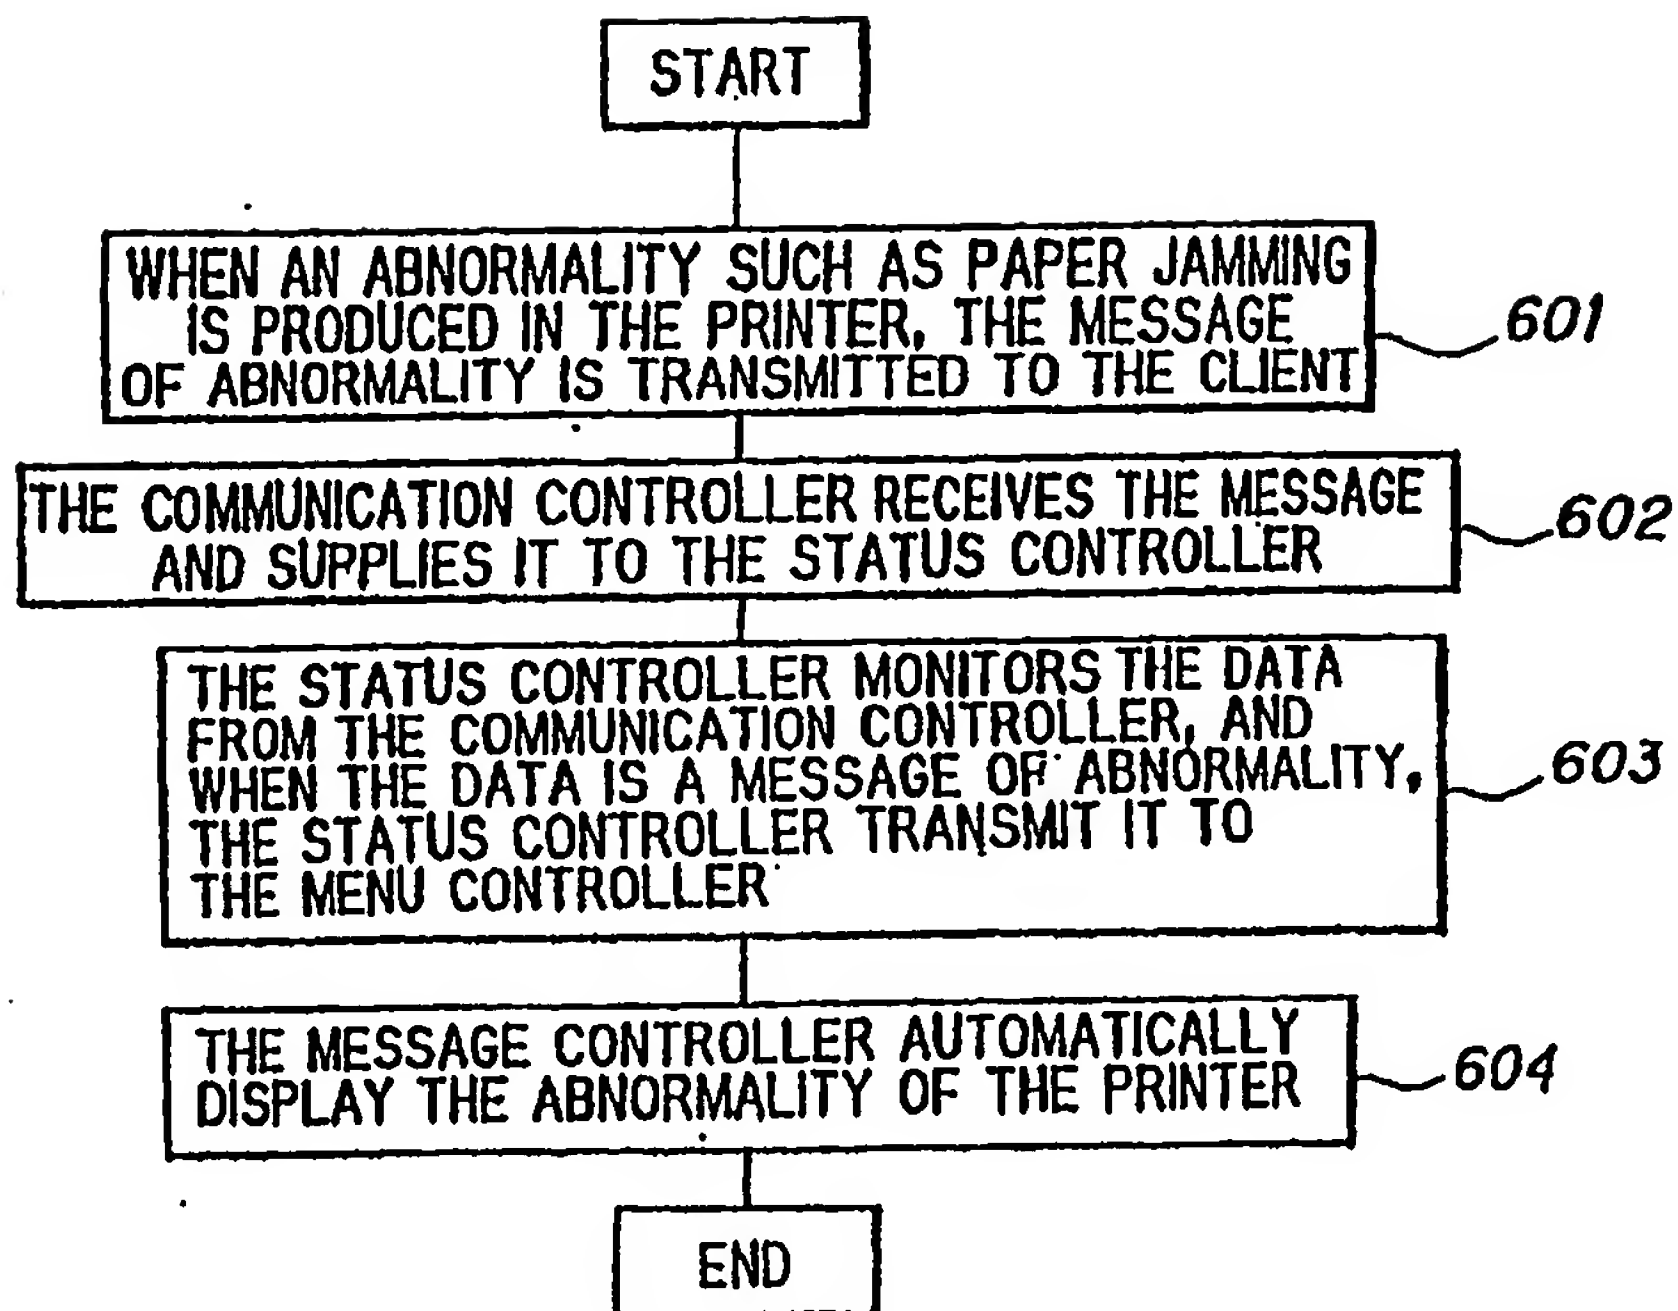 START
WHEN AN ABNORMALITY SUCH AS PAPER JAMMING
IS PRODUCED IN THE PRINTER, THE MESSAGE
OF ABNORMALITY IS TRANSMITTED TO THE CLIENT
601
THE COMMUNICATION CONTROLLER RECEIVES THE MESSAGE
AND SUPPLIES IT TO THE STATUS CONTROLLER
602
THE STATUS CONTROLLER MONITORS THE DATA
FROM THE COMMUNICATION CONTROLLER, AND
WHEN THE DATA IS A MESSAGE OF ABNORMALITY,
THE STATUS CONTROLLER TRANSMIT IT TO
THE MENU CONTROLLER
603
THE MESSAGE CONTROLLER AUTOMATICALLY
DISPLAY THE ABNORMALITY OF THE PRINTER
604
END